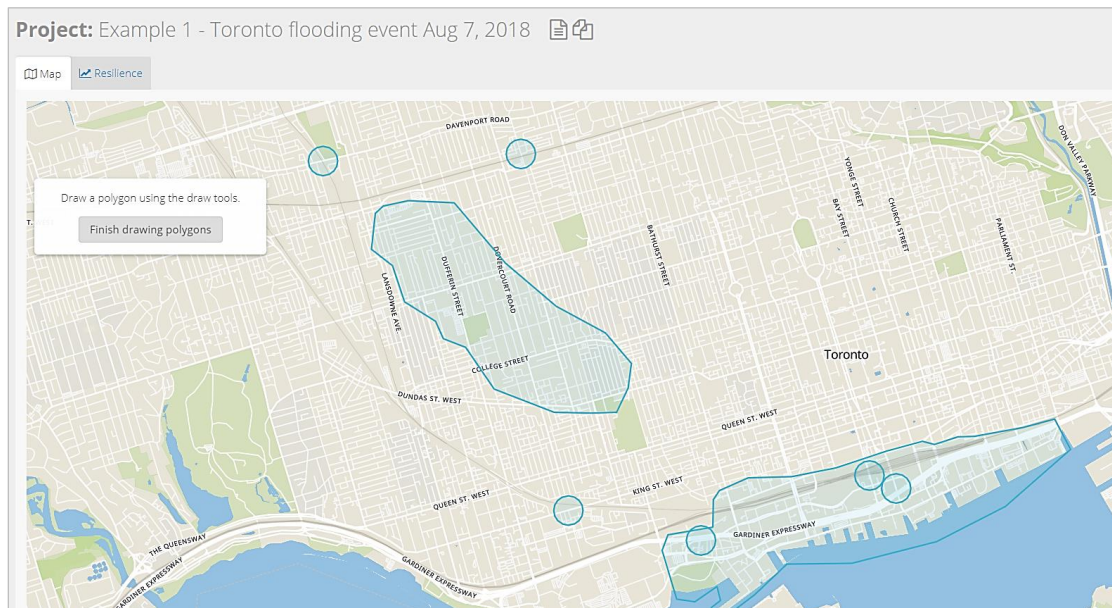 Project: Example 1 - Toronto flooding event Aug 7, 2018
Map
Resilience
DAVENPORT ROAD
DON VALLEY PARKWAY
Draw a polygon using the draw tools.
Finish drawing polygons
YONGE STREET
BAY STREET
CHURCH STREET
PARLIAMENT ST.
BATHURST STREET
DOVERCOURT ROAD
DUFFERIN STREET
LANSDOWNE AVE.
COLLEGE STREET
Toronto
DUNDAS ST. WEST
QUEEN ST. WEST
KING ST. WEST
QUEEN ST. WEST
GARDINER EXPRESSWAY
THE QUEENSWAY
GARDINER EXPRESSWAY
GARDINER EXPRESSWAY